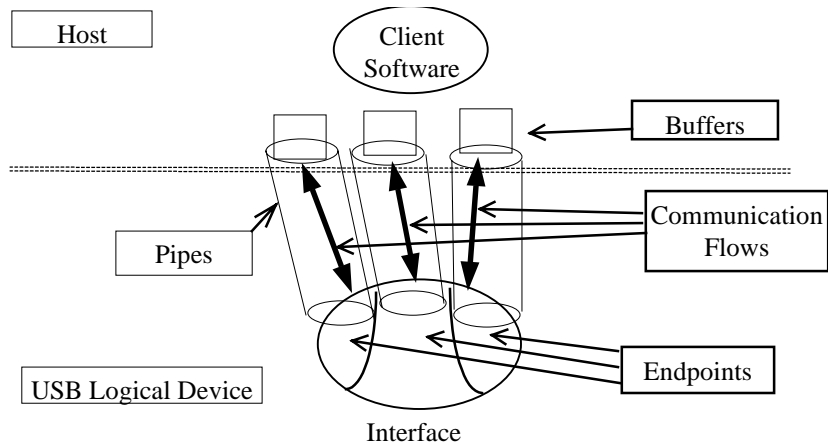 Host
Client
Software
Buffers
Communication
Flows
Pipes
Endpoints
USB Logical Device
Interface